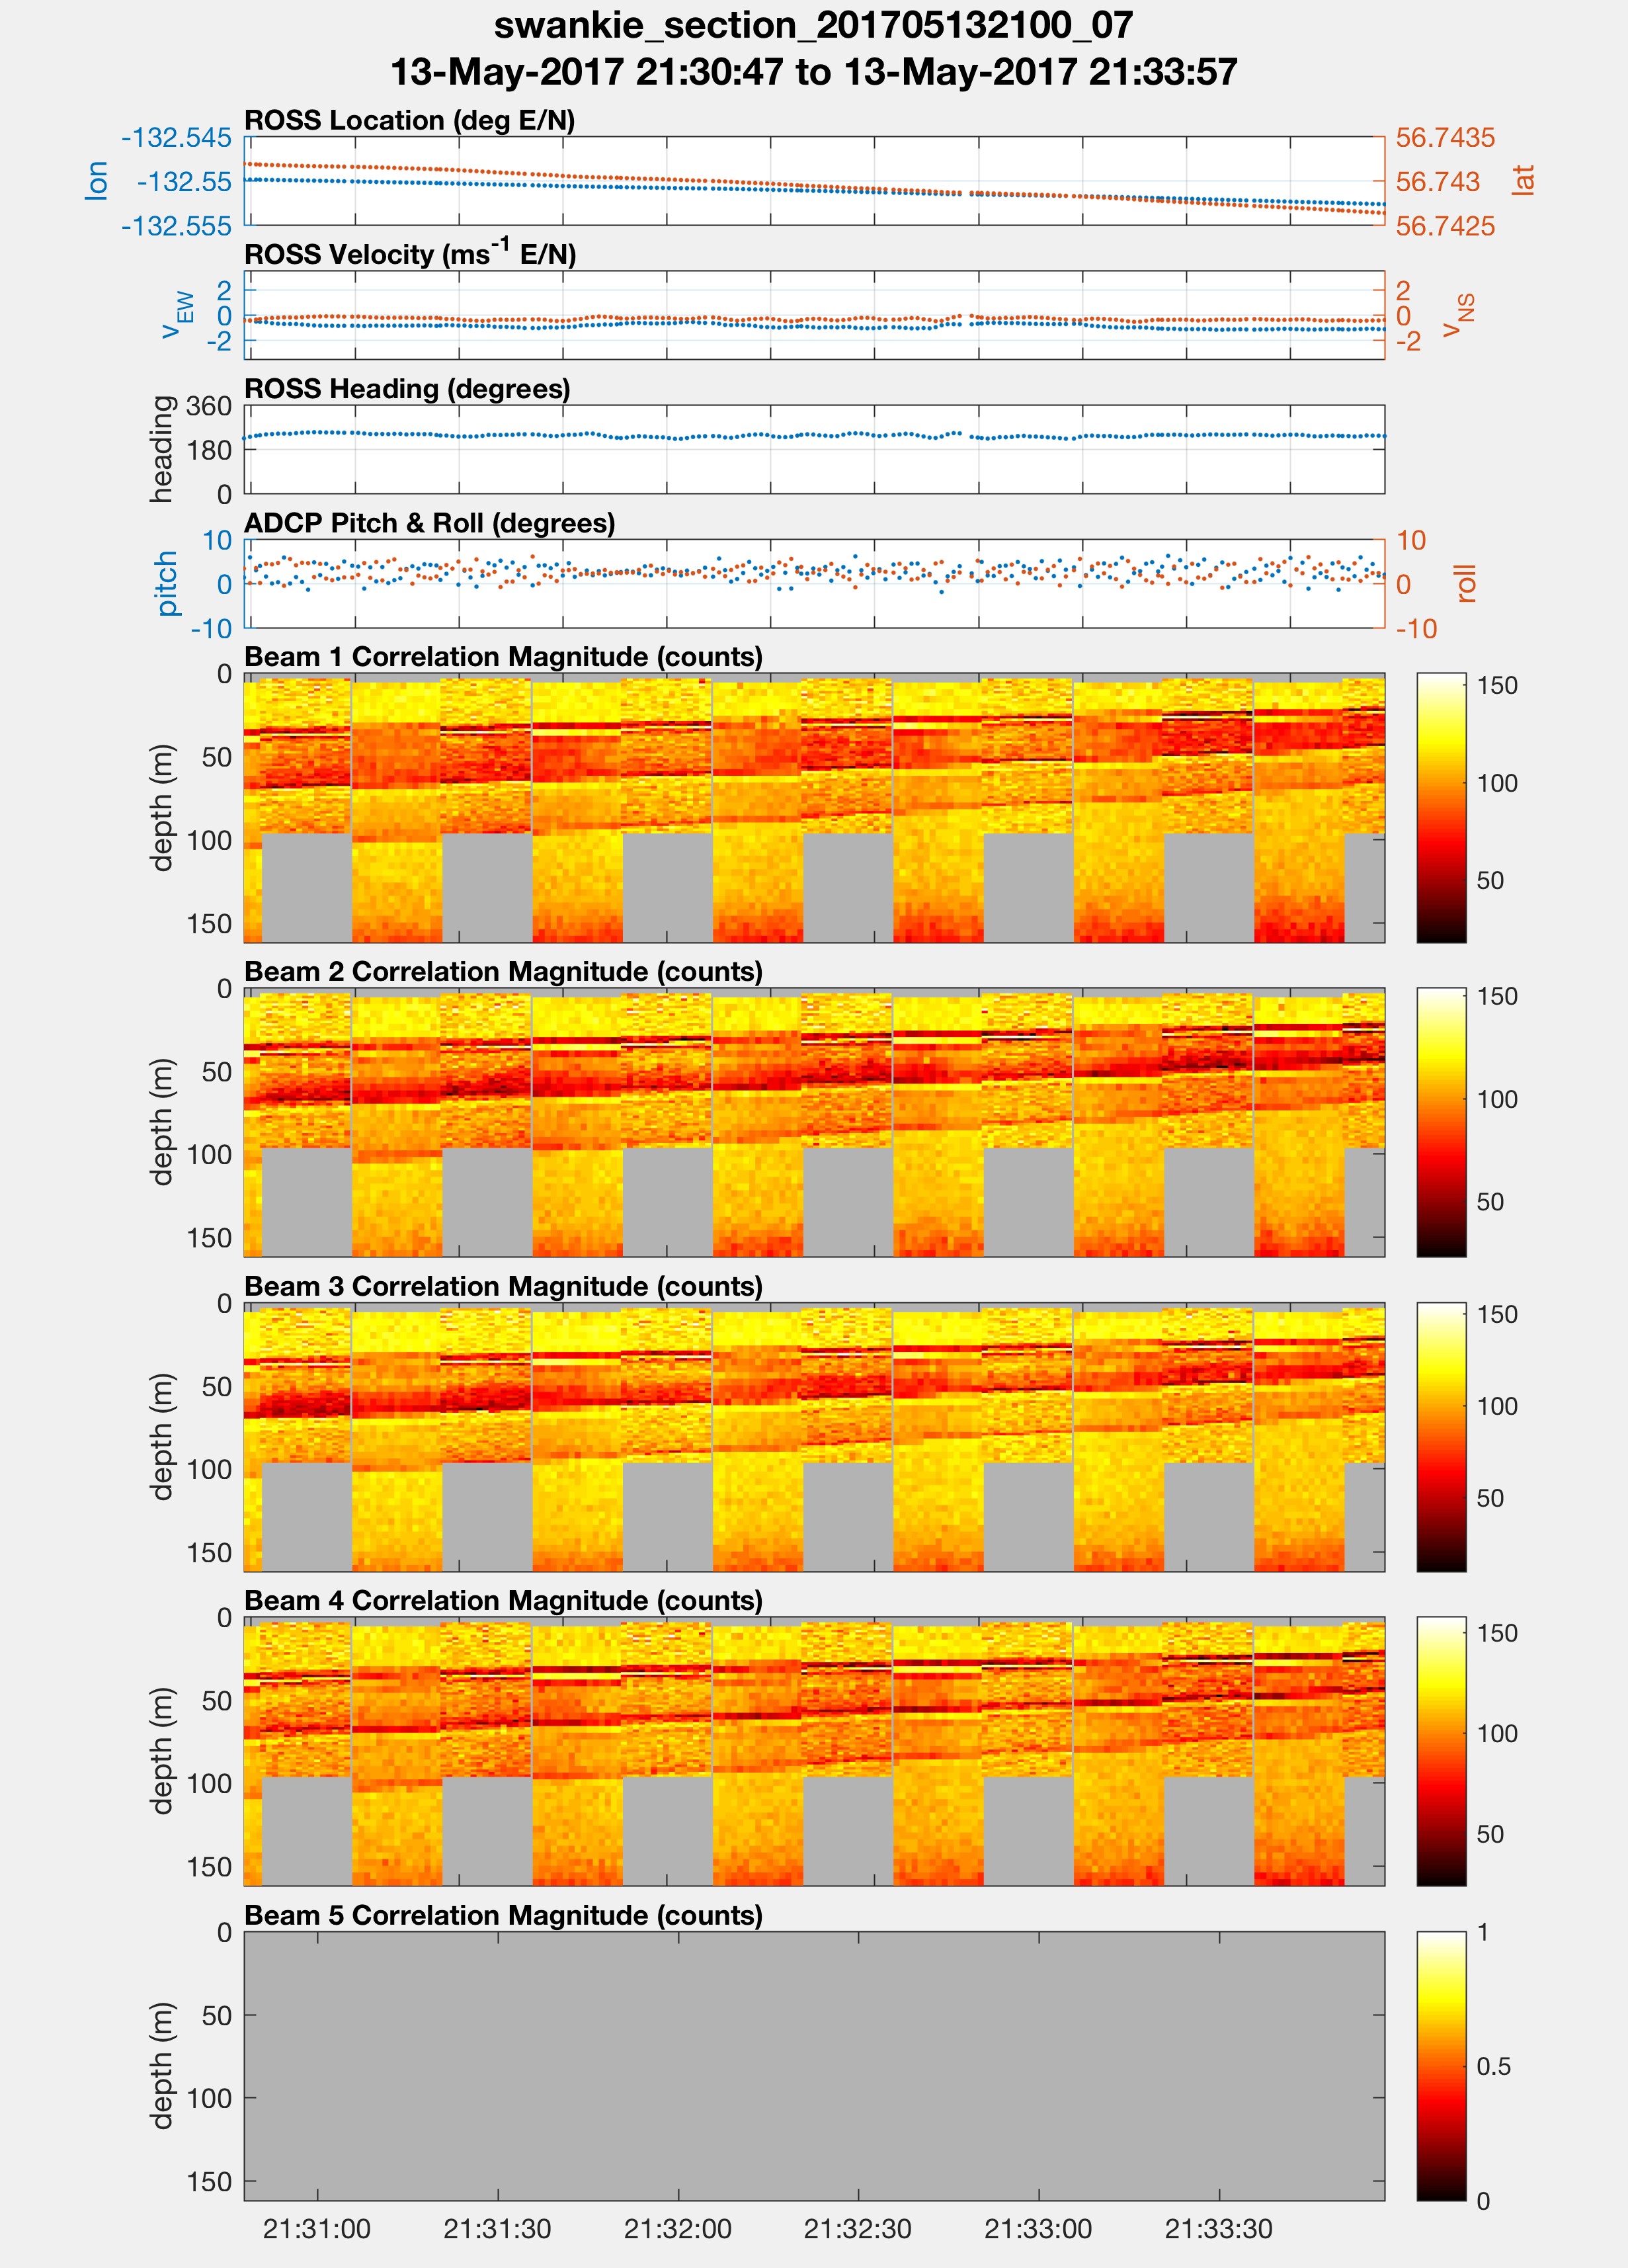 swankie_section_201705132100_07
13-May-2017 21:30:47 to 13-May-2017 21:33:57
ROSS Location (deg E/N)
-132.545
-132.55
-132.555
lon
56.7435
56.743
56.7425
lat
ROSS Velocity (ms-1 E/N)
2
0
-2
vEW
2
0
-2
vNS
ROSS Heading (degrees)
360
180
0
heading
ADCP Pitch & Roll (degrees)
10
0
-10
pitch
10
0
-10
roll
Beam 1 Correlation Magnitude (counts)
0
50
100
150
depth (m)
150
100
50
Beam 2 Correlation Magnitude (counts)
0
50
100
150
depth (m)
150
100
50
Beam 3 Correlation Magnitude (counts)
0
50
100
150
depth (m)
150
100
50
Beam 4 Correlation Magnitude (counts)
0
50
100
150
depth (m)
150
100
50
Beam 5 Correlation Magnitude (counts)
0
50
100
150
depth (m)
1
0.5
0
21:31:00 21:31:30 21:32:00 21:32:30 21:33:00 21:33:30